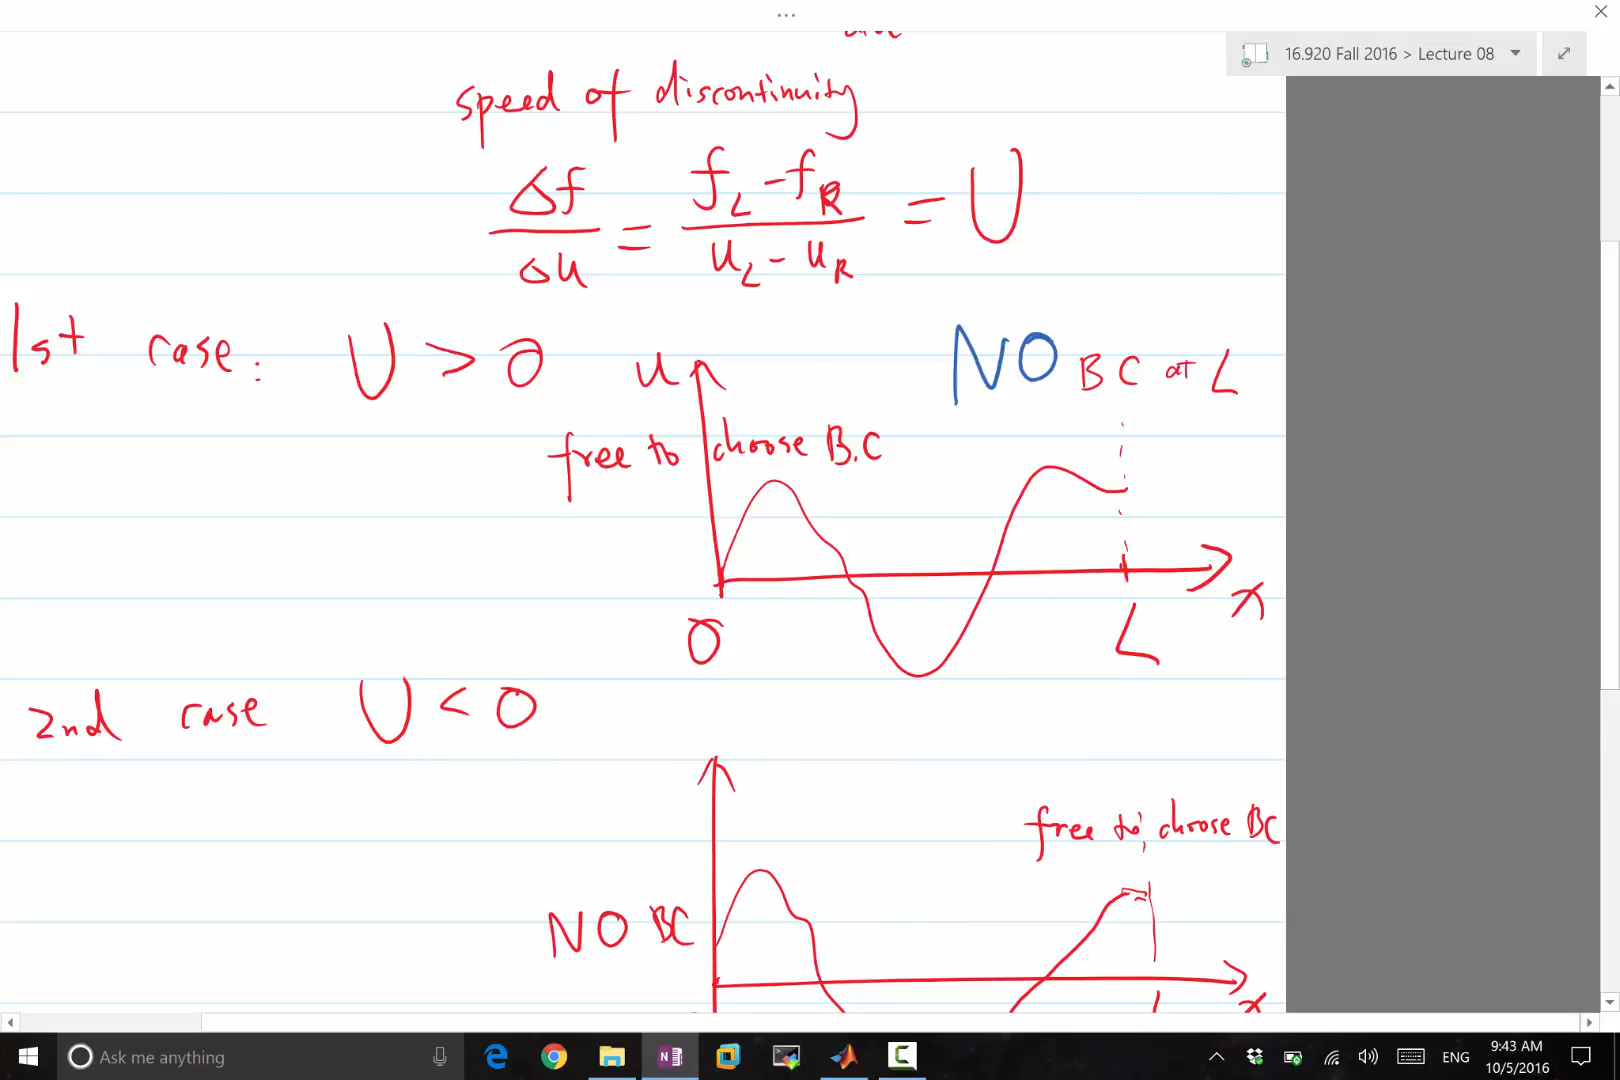 16.920 Fall 2016 > Lecture 08
speed of discontinuity
Δf / Δu = (f_L - f_R) / (u_L - u_R) = U
1st case: U > 0
u
NO BC at L
free to choose B.C
0
L
x
2nd case U < 0
free to choose BC
NO BC
x
Ask me anything
ENG
9:43 AM
10/5/2016